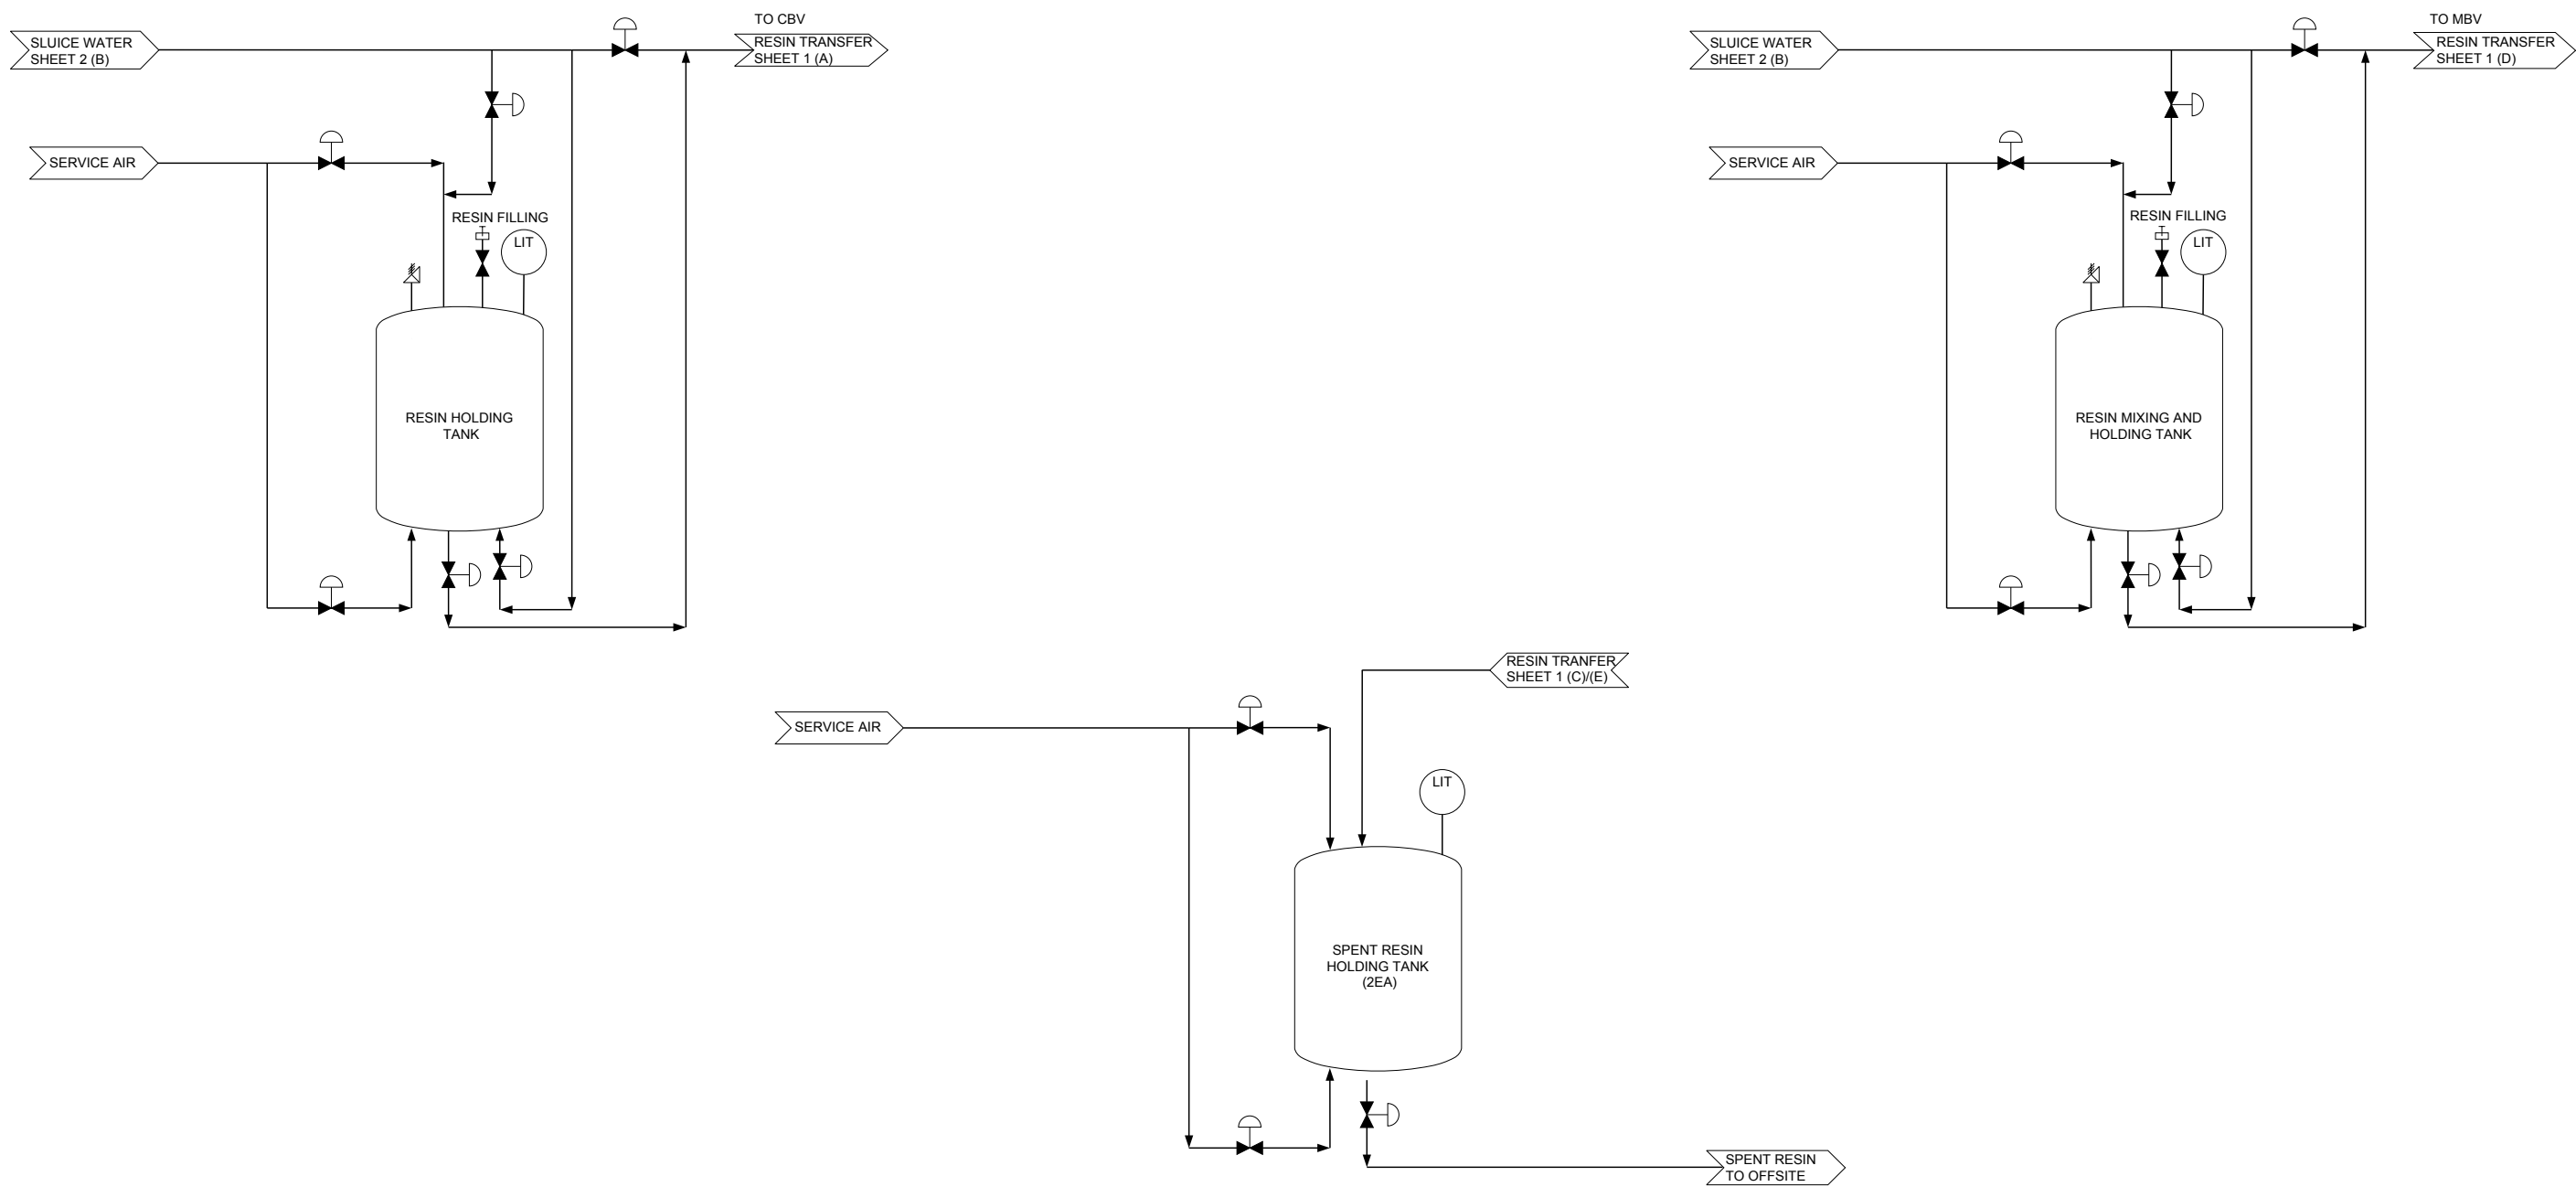 TO CBV
SLUICE WATER
SHEET 2 (B)
RESIN TRANSFER
SHEET 1 (A)
SERVICE AIR
RESIN FILLING
LIT
RESIN HOLDING
TANK
TO MBV
SLUICE WATER
SHEET 2 (B)
RESIN TRANSFER
SHEET 1 (D)
SERVICE AIR
RESIN FILLING
LIT
RESIN MIXING AND
HOLDING TANK
RESIN TRANFER
SHEET 1 (C)/(E)
SERVICE AIR
LIT
SPENT RESIN
HOLDING TANK
(2EA)
SPENT RESIN
TO OFFSITE